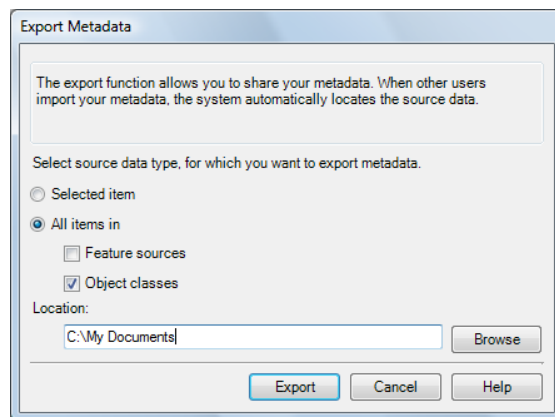 Export Metadata
The export function allows you to share your metadata. When other users
import your metadata, the system automatically locates the source data.
Select source data type, for which you want to export metadata.
Selected item
All items in
Feature sources
Object classes
Location:
C:\My Documents
Browse
Export
Cancel
Help